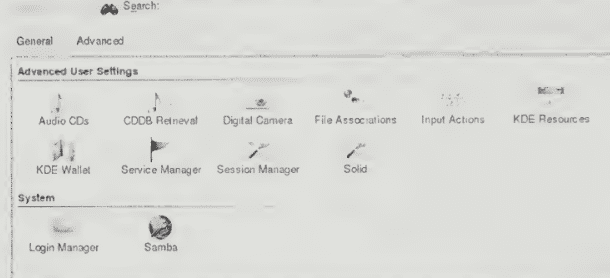 Search:
General Advanced
Advanced User Settings
Audio CDs CDDB Retrieval Digital Camera File Associations Input Actions KDE Resources
KDE Wallet Service Manager Session Manager Solid
System
Login Manager Samba